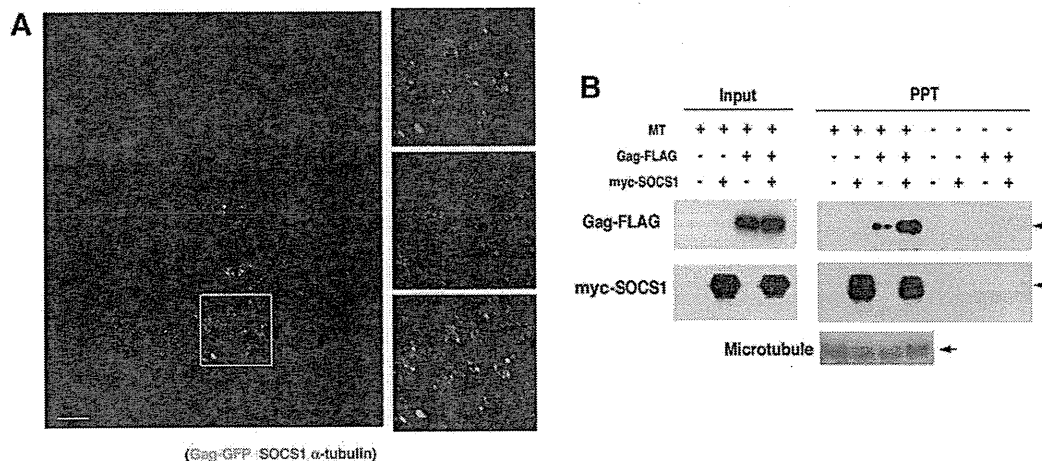 A
(Gag-GFP SOCS1 α-tubulin)
B
Input PPT
MT + + + + + + + + - - - -
Gag-FLAG - - + + - - + + - - + +
myc-SOCS1 - + - + - + - + - + - +
Gag-FLAG
myc-SOCS1
Microtubule